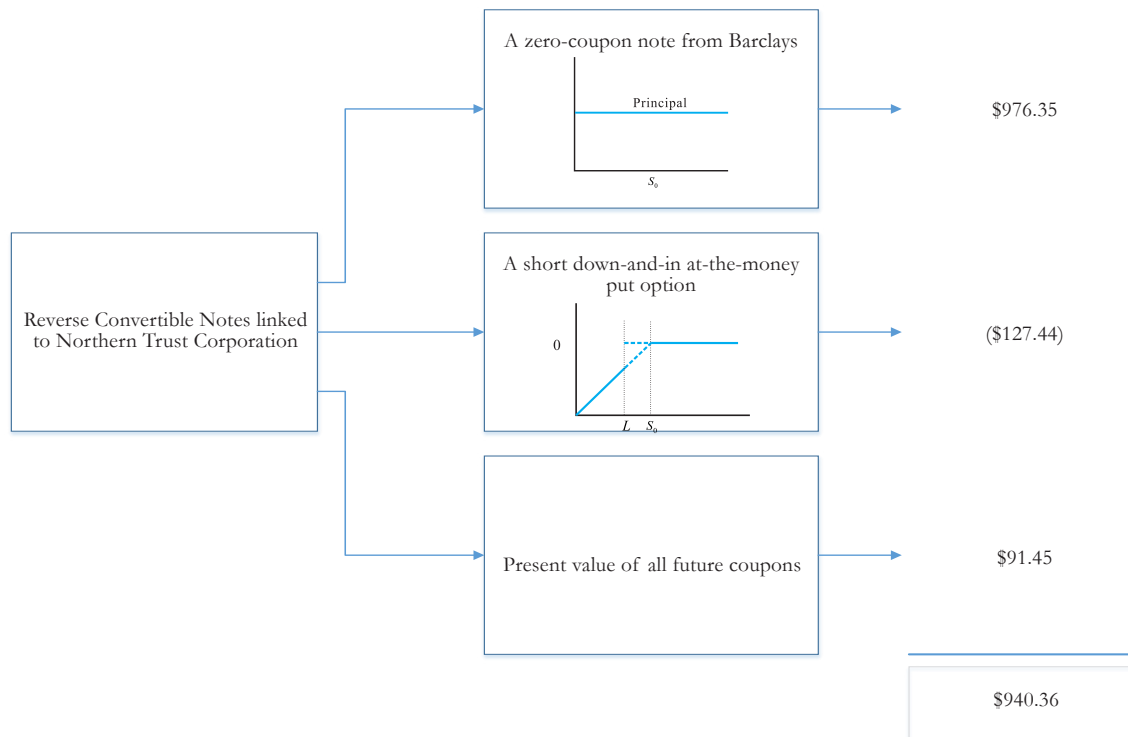 A zero-coupon note from Barclays
Principal
S₀
$976.35
Reverse Convertible Notes linked
to Northern Trust Corporation
A short down-and-in at-the-money
put option
0
L S₀
($127.44)
Present value of all future coupons
$91.45
$940.36